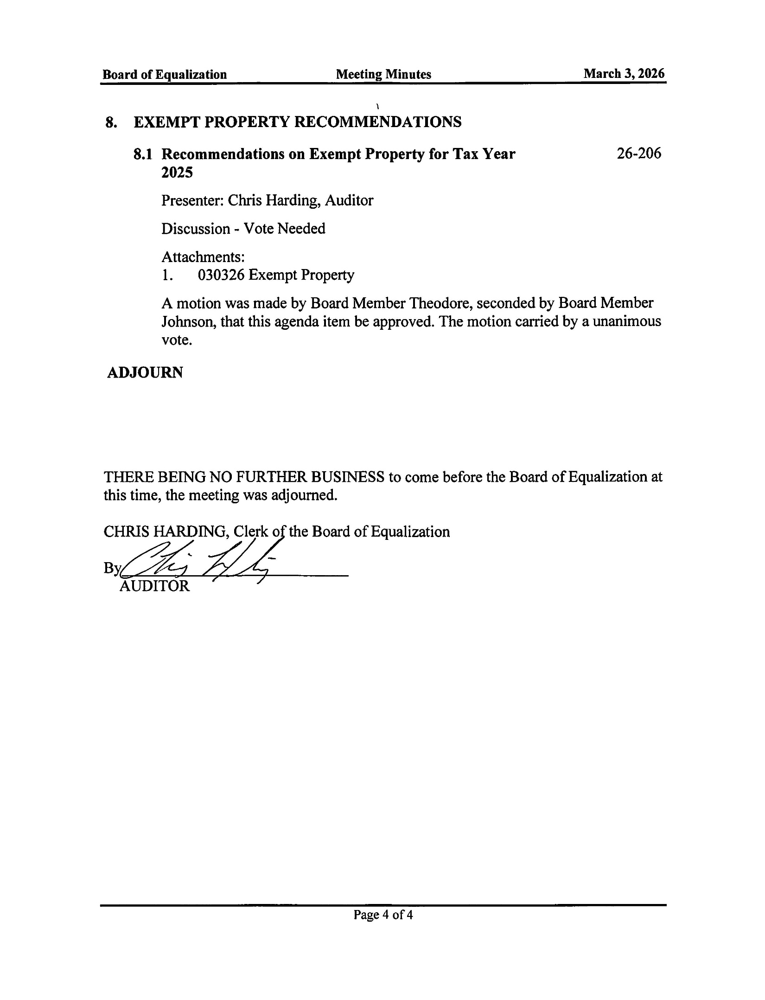 Board of Equalization Meeting Minutes March 3, 2026
8. EXEMPT PROPERTY RECOMMENDATIONS
8.1 Recommendations on Exempt Property for Tax Year 26-206
2025
Presenter: Chris Harding, Auditor
Discussion - Vote Needed
Attachments:
1. 030326 Exempt Property
A motion was made by Board Member Theodore, seconded by Board Member
Johnson, that this agenda item be approved. The motion carried by a unanimous
vote.
ADJOURN
THERE BEING NO FURTHER BUSINESS to come before the Board of Equalization at
this time, the meeting was adjourned.
CHRIS HARDING, Clerk of the Board of Equalization
By Chris Harding
AUDITOR
Page 4 of 4